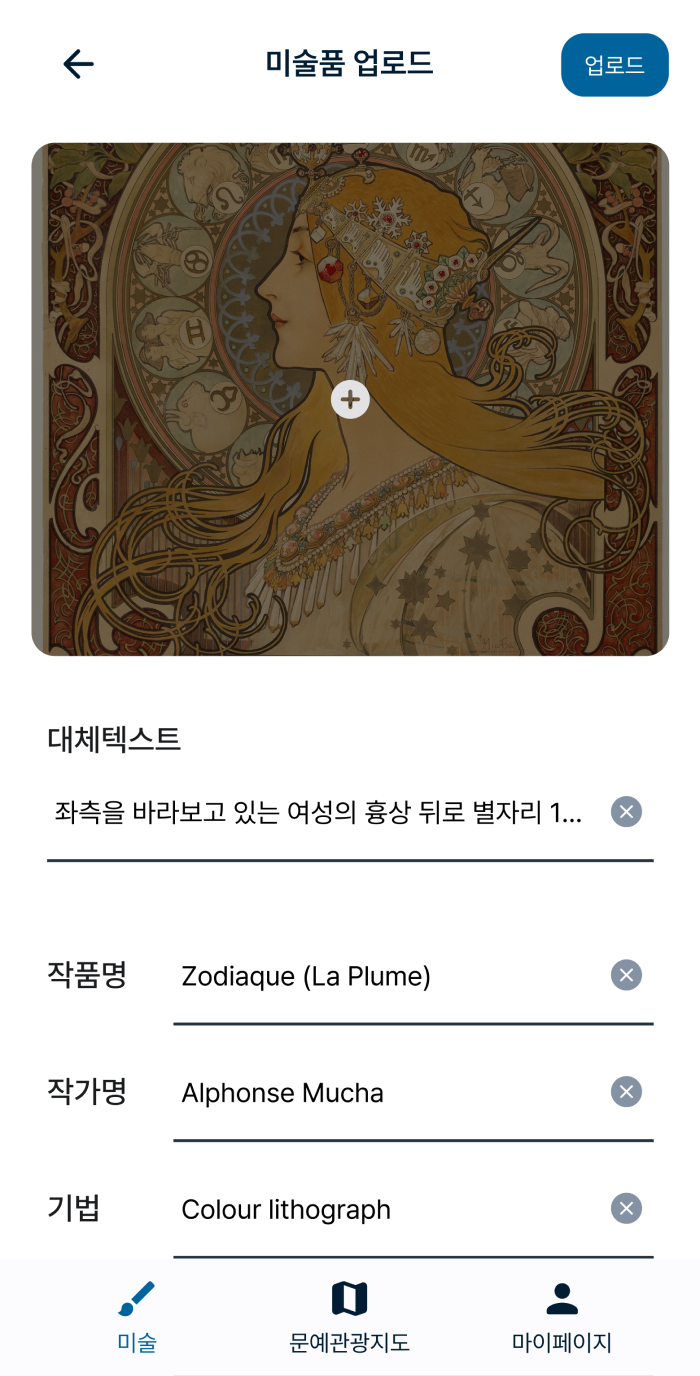 미술품 업로드
업로드
대체텍스트
좌측을 바라보고 있는 여성의 흉상 뒤로 별자리 1...
작품명
Zodiaque (La Plume)
작가명
Alphonse Mucha
기법
Colour lithograph
미술
문예관광지도
마이페이지